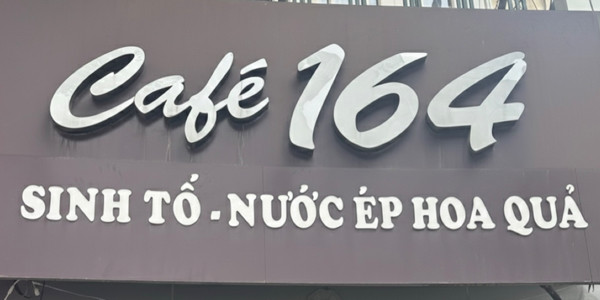 Café 164
SINH TỐ - NƯỚC ÉP HOA QUẢ